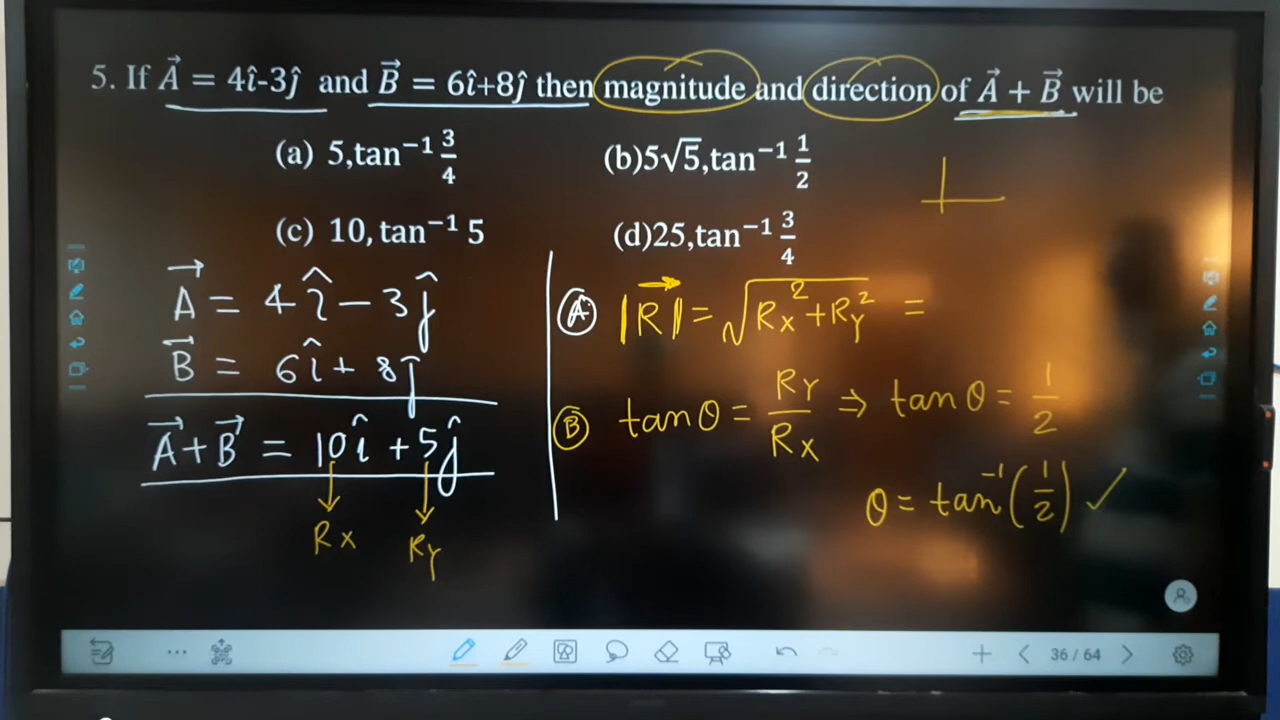 5. If A⃗ = 4î-3ĵ and B⃗ = 6î+8ĵ then magnitude and direction of A⃗ + B⃗ will be
(a) 5,tan⁻¹ 3/4 (b)5√5,tan⁻¹ 1/2
(c) 10, tan⁻¹ 5 (d)25,tan⁻¹ 3/4
A⃗ = 4î − 3ĵ
B⃗ = 6î + 8ĵ
A⃗ + B⃗ = 10î + 5ĵ
Rx Ry
(A) |R⃗| = √(Rx² + Ry²) =
(B) tan θ = Ry/Rx ⇒ tan θ = 1/2
θ = tan⁻¹(1/2) ✓
36 / 64